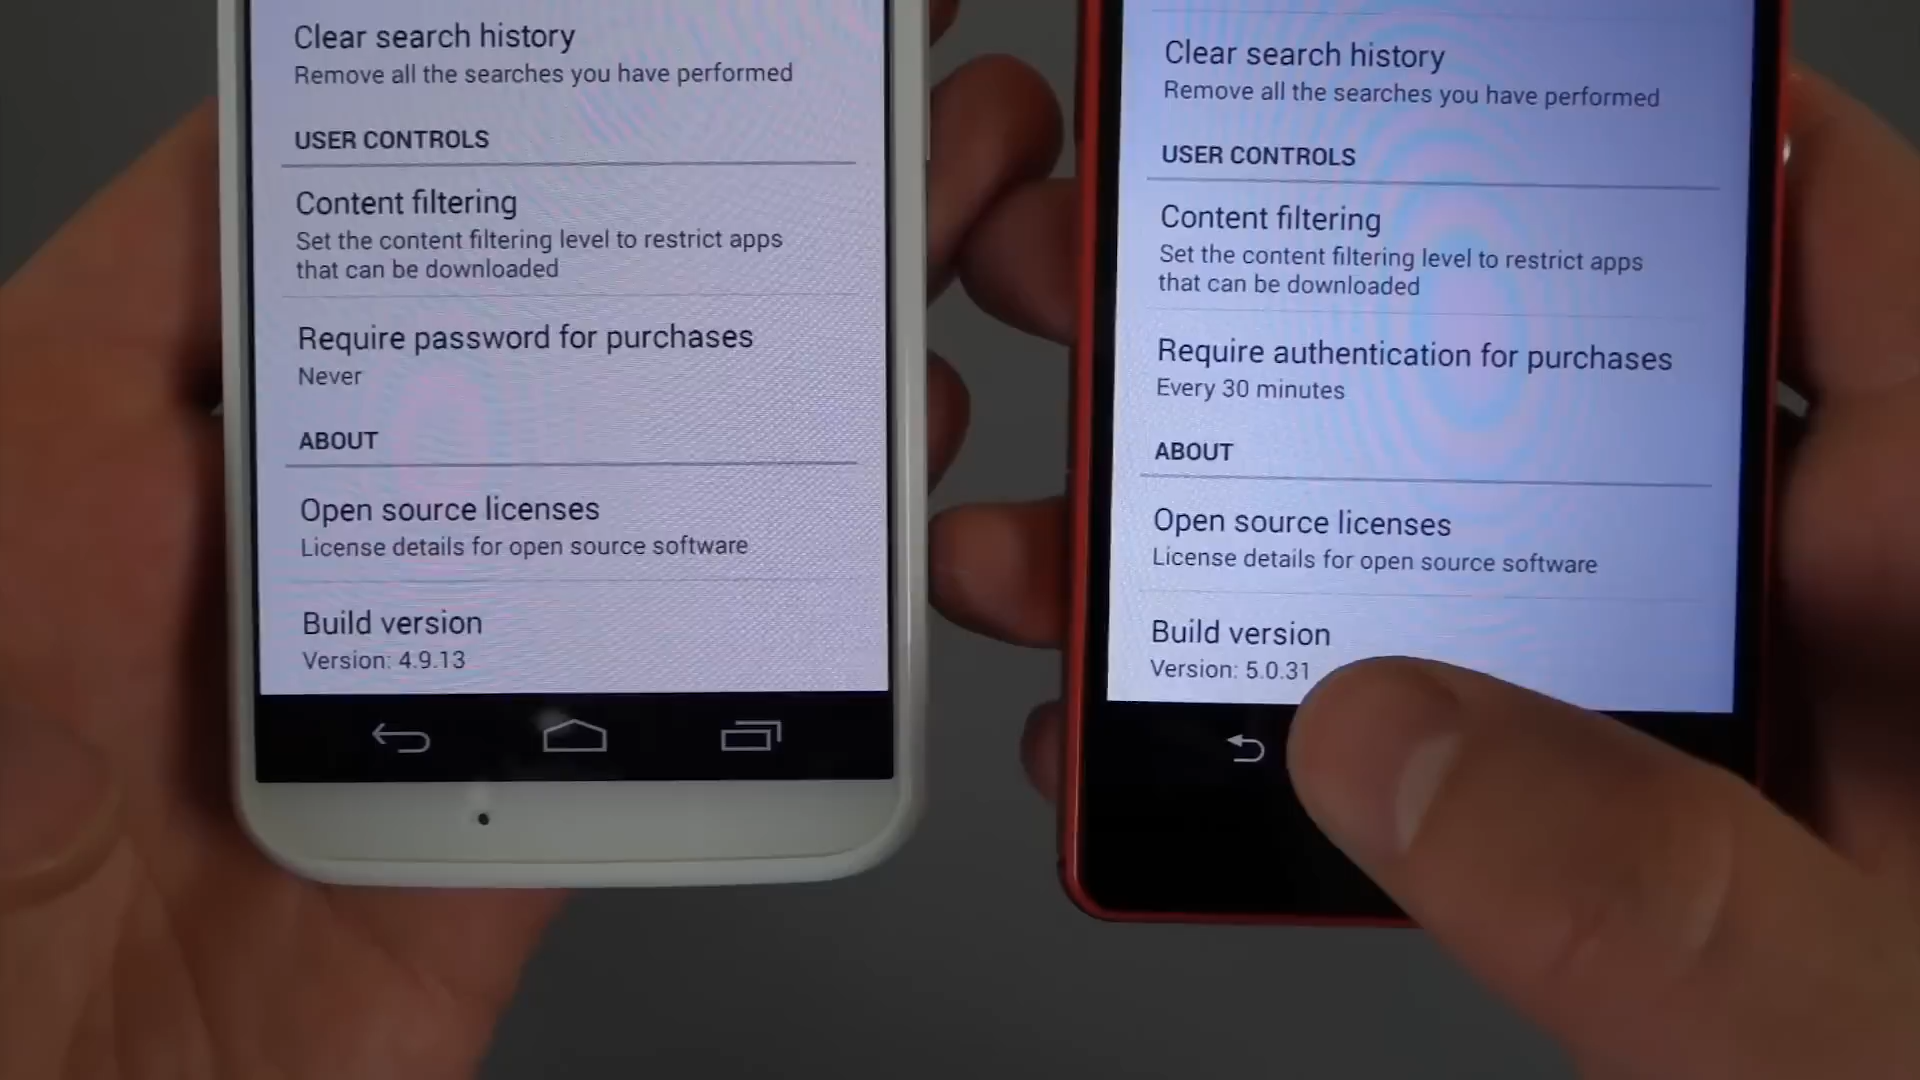 Clear search history
Remove all the searches you have performed
USER CONTROLS
Content filtering
Set the content filtering level to restrict apps
that can be downloaded
Require password for purchases
Never
ABOUT
Open source licenses
License details for open source software
Build version
Version: 4.9.13
Clear search history
Remove all the searches you have performed
USER CONTROLS
Content filtering
Set the content filtering level to restrict apps
that can be downloaded
Require authentication for purchases
Every 30 minutes
ABOUT
Open source licenses
License details for open source software
Build version
Version: 5.0.31